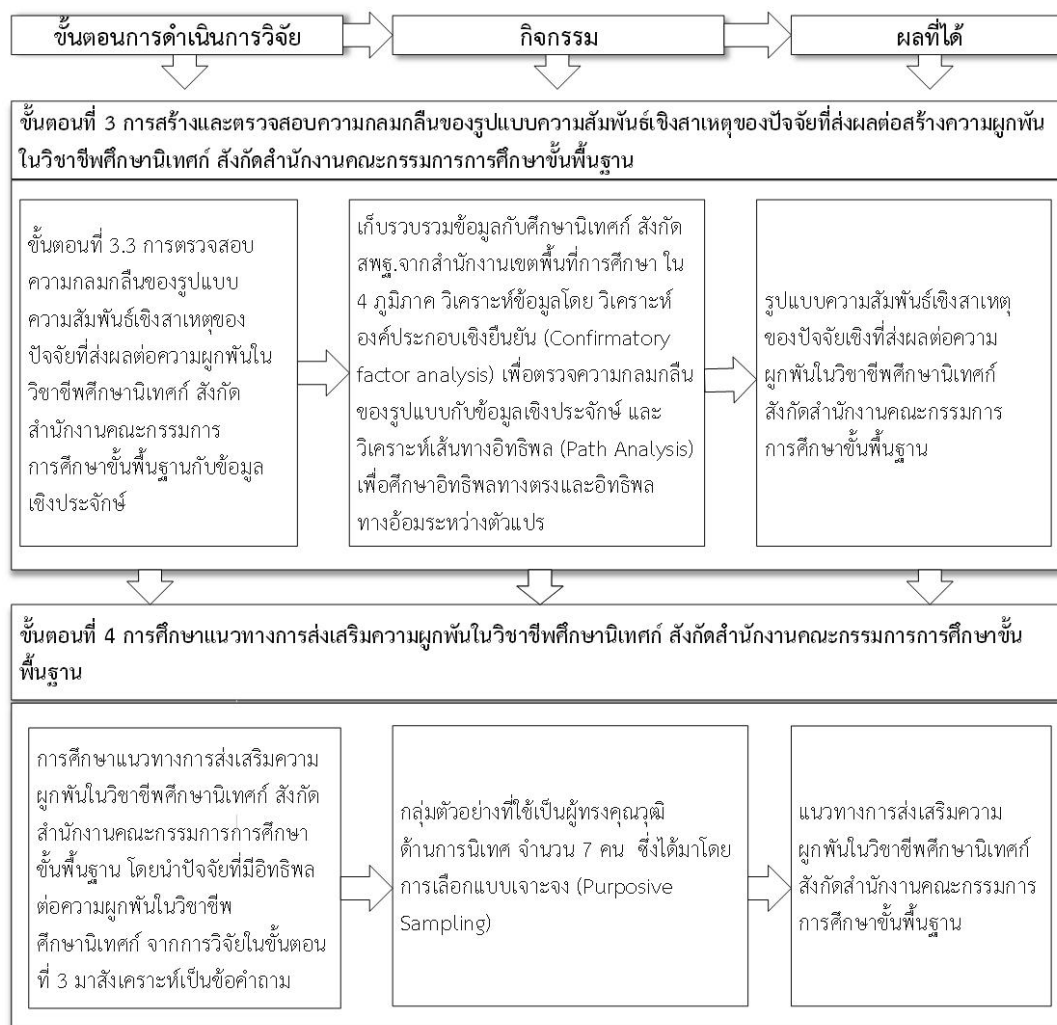 ขั้นตอนการดำเนินการวิจัย
กิจกรรม
ผลที่ได้
ขั้นตอนที่ 3 การสร้างและตรวจสอบความกลมกลืนของรูปแบบความสัมพันธ์เชิงสาเหตุของปัจจัยที่ส่งผลต่อสร้างความผูกพัน
ในวิชาชีพศึกษานิเทศก์ สังกัดสำนักงานคณะกรรมการการศึกษาขั้นพื้นฐาน
ขั้นตอนที่ 3.3 การตรวจสอบ
ความกลมกลืนของรูปแบบ
ความสัมพันธ์เชิงสาเหตุของ
ปัจจัยที่ส่งผลต่อความผูกพันใน
วิชาชีพศึกษานิเทศก์ สังกัด
สำนักงานคณะกรรมการ
การศึกษาขั้นพื้นฐานกับข้อมูล
เชิงประจักษ์
เก็บรวบรวมข้อมูลกับศึกษานิเทศก์ สังกัด
สพฐ.จากสำนักงานเขตพื้นที่การศึกษา ใน
4 ภูมิภาค วิเคราะห์ข้อมูลโดย วิเคราะห์
องค์ประกอบเชิงยืนยัน (Confirmatory
factor analysis) เพื่อตรวจความกลมกลืน
ของรูปแบบกับข้อมูลเชิงประจักษ์ และ
วิเคราะห์เส้นทางอิทธิพล (Path Analysis)
เพื่อศึกษาอิทธิพลทางตรงและอิทธิพล
ทางอ้อมระหว่างตัวแปร
รูปแบบความสัมพันธ์เชิงสาเหตุ
ของปัจจัยเชิงที่ส่งผลต่อความ
ผูกพันในวิชาชีพศึกษานิเทศก์
สังกัดสำนักงานคณะกรรมการ
การศึกษาขั้นพื้นฐาน
ขั้นตอนที่ 4 การศึกษาแนวทางการส่งเสริมความผูกพันในวิชาชีพศึกษานิเทศก์ สังกัดสำนักงานคณะกรรมการการศึกษาขั้น
พื้นฐาน
การศึกษาแนวทางการส่งเสริมความ
ผูกพันในวิชาชีพศึกษานิเทศก์ สังกัด
สำนักงานคณะกรรมการการศึกษา
ขั้นพื้นฐาน โดยนำปัจจัยที่มีอิทธิพล
ต่อความผูกพันในวิชาชีพ
ศึกษานิเทศก์ จากการวิจัยในขั้นตอน
ที่ 3 มาสังเคราะห์เป็นข้อคำถาม
กลุ่มตัวอย่างที่ใช้เป็นผู้ทรงคุณวุฒิ
ด้านการนิเทศ จำนวน 7 คน ซึ่งได้มาโดย
การเลือกแบบเจาะจง (Purposive
Sampling)
แนวทางการส่งเสริมความ
ผูกพันในวิชาชีพศึกษานิเทศก์
สังกัดสำนักงานคณะกรรมการ
การศึกษาขั้นพื้นฐาน